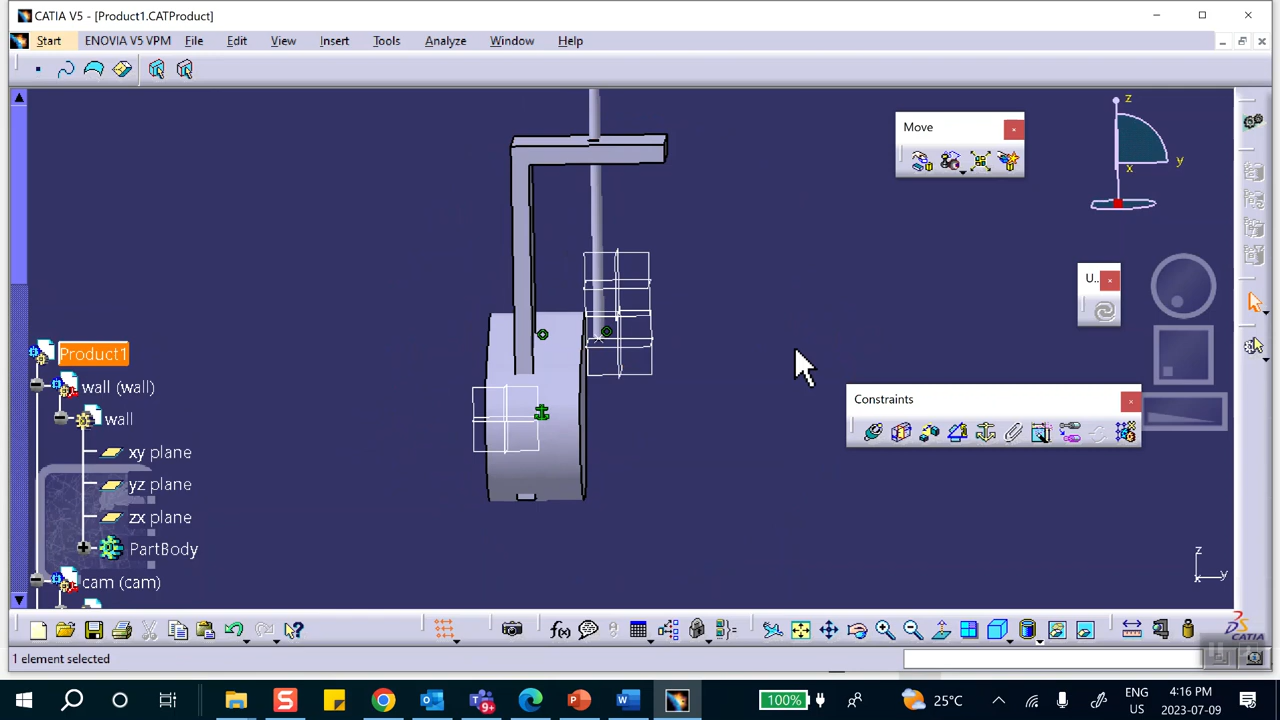 CATIA V5 - [Product1.CATProduct]
Start ENOVIA V5 VPM File Edit View Insert Tools Analyze Window Help
Move
z
y
x
U..
Product1
wall (wall)
wall
xy plane
yz plane
zx plane
PartBody
cam (cam)
Constraints
z
y
x
f(x)
CATIA
1 element selected
9+
100%
25°C
ENG
US
4:16 PM
2023-07-09